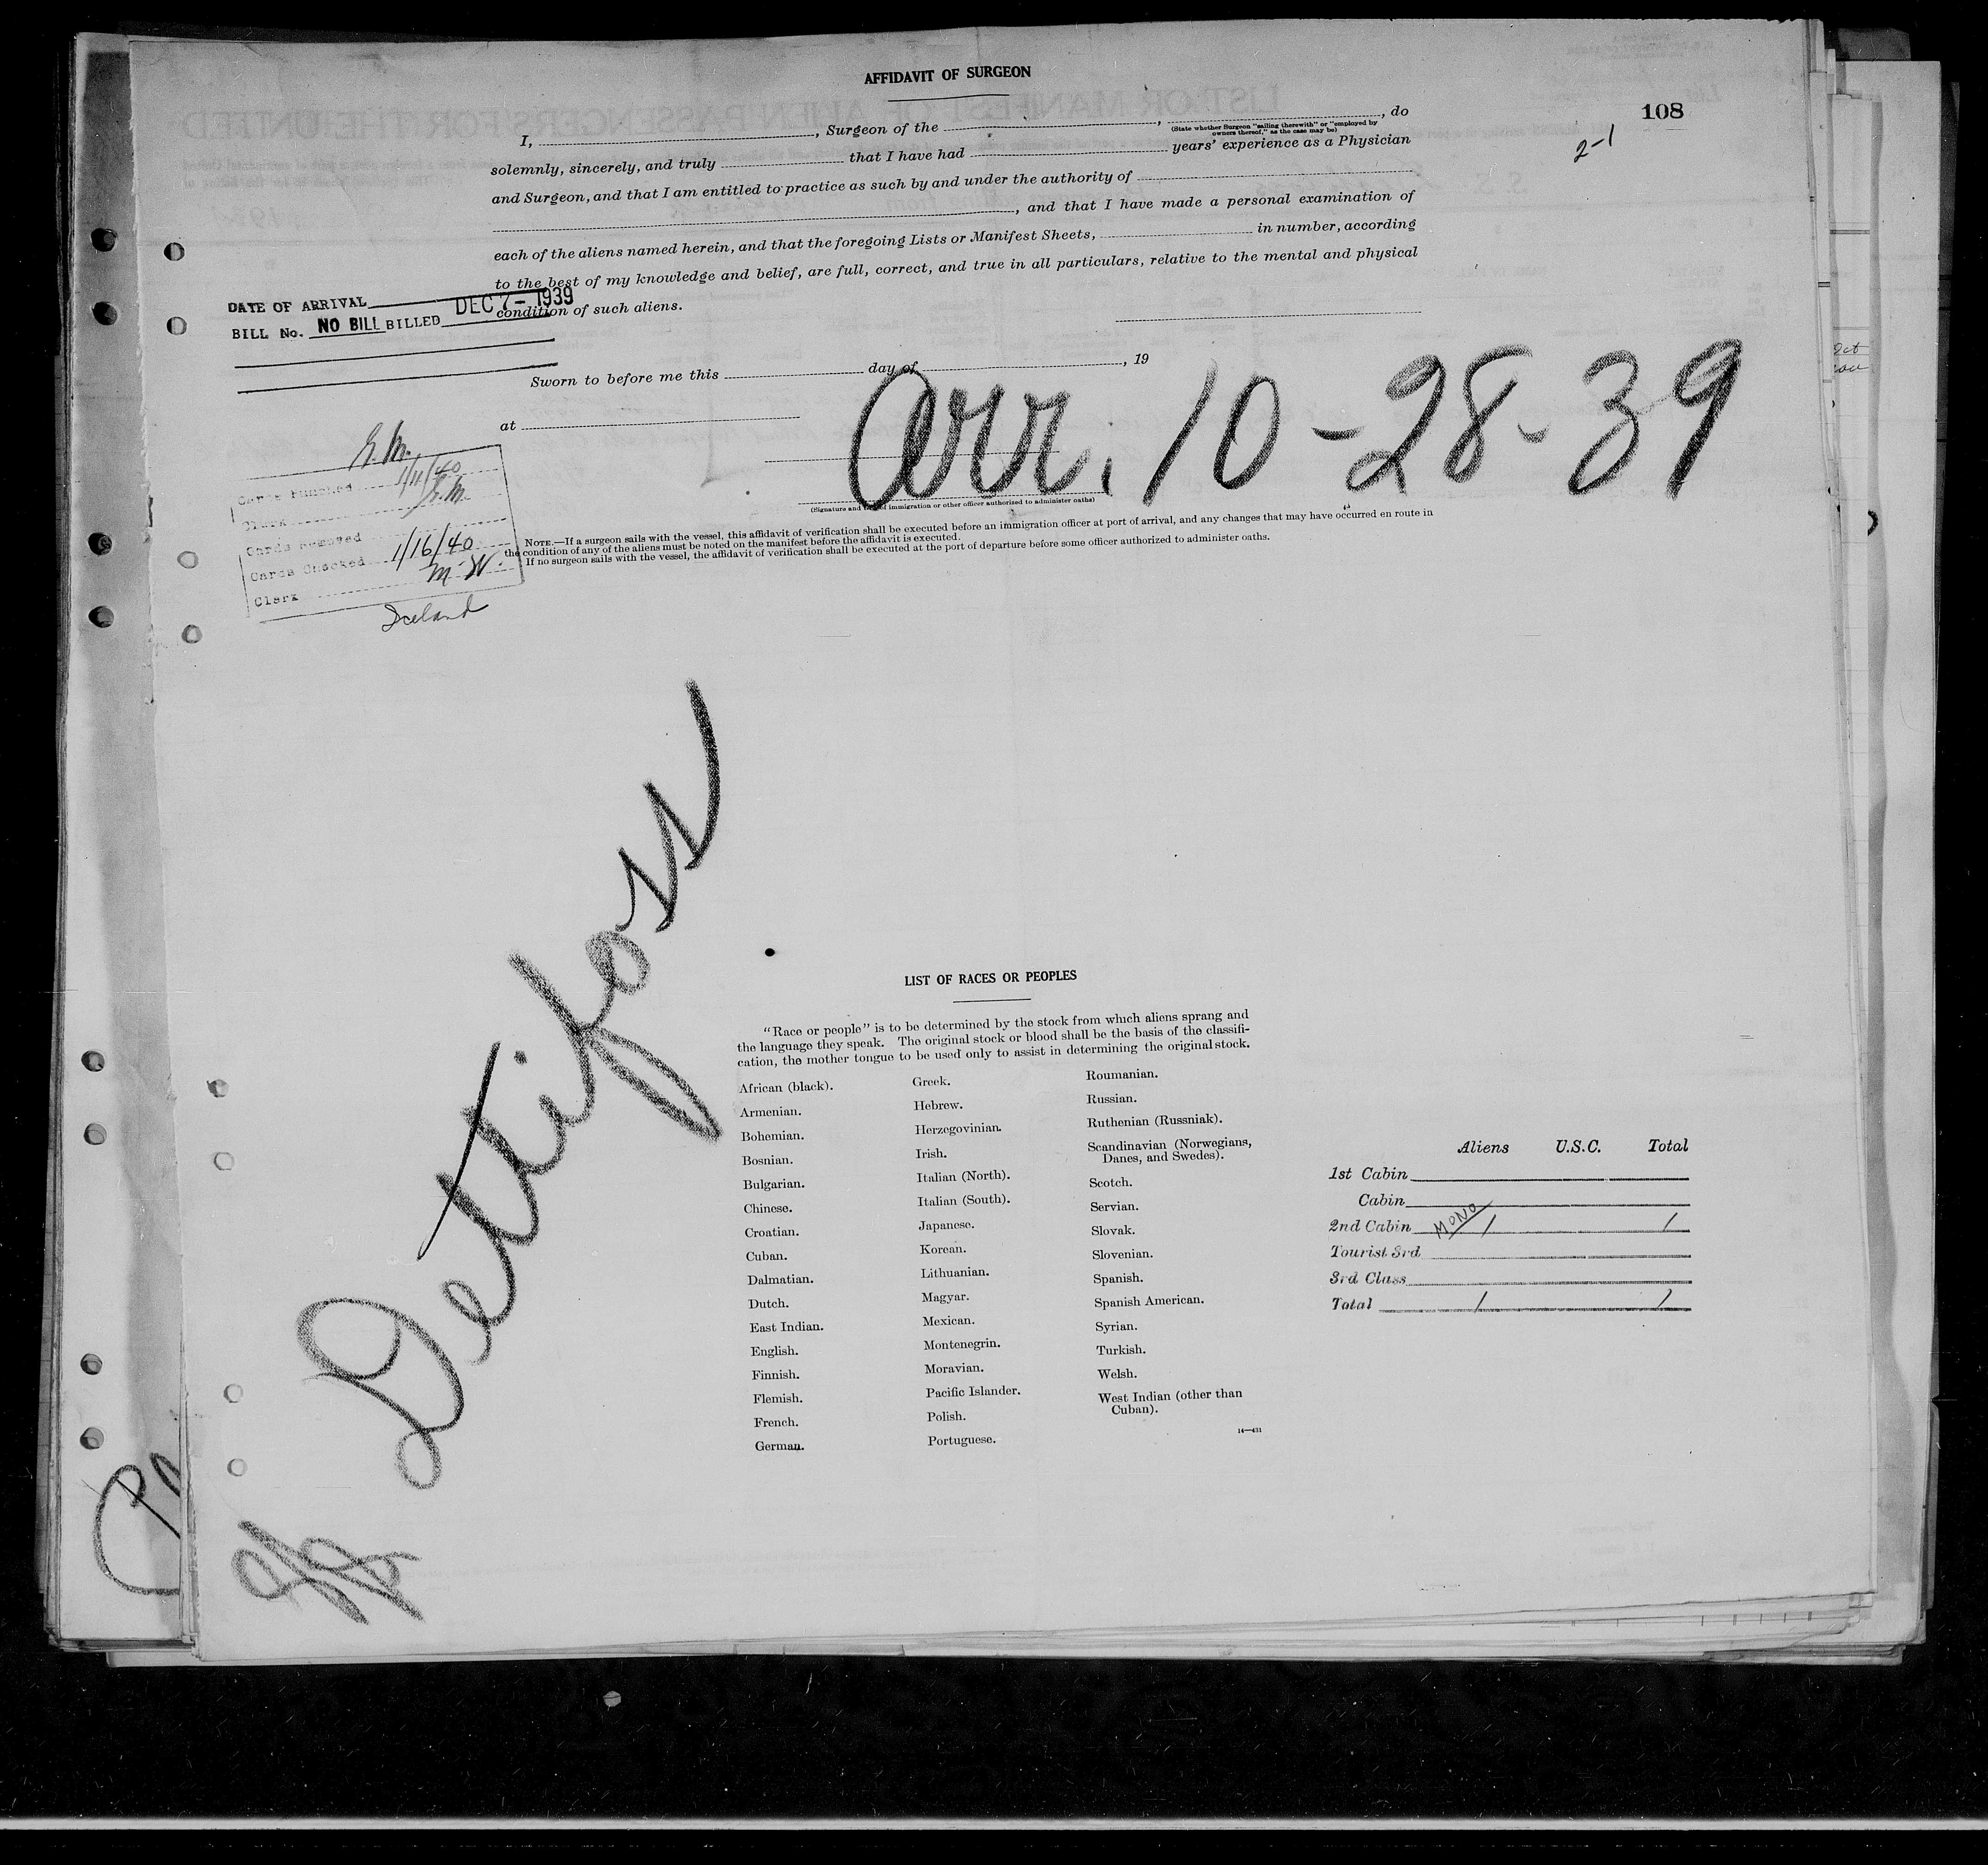 AFFIDAVIT OF SURGEON
108
2-1
I, , Surgeon of the , , do
(State whether Surgeon "sailing therewith" or "employed by
owners thereof," as the case may be)
solemnly, sincerely, and truly that I have had years' experience as a Physician
and Surgeon, and that I am entitled to practice as such by and under the authority of
, and that I have made a personal examination of
each of the aliens named herein, and that the foregoing Lists or Manifest Sheets, in number, according
to the best of my knowledge and belief, are full, correct, and true in all particulars, relative to the mental and physical
condition of such aliens.
DATE OF ARRIVAL
BILL No. NO BILL BILLED DEC 7- 1939
Sworn to before me this day of , 19
at
Arr. 10-28-39
(Signature and of immigration or other officer authorized to administer oaths)
NOTE.—If a surgeon sails with the vessel, this affidavit of verification shall be executed before an immigration officer at port of arrival, and any changes that may have occurred en route in
the condition of any of the aliens must be noted on the manifest before the affidavit is executed.
If no surgeon sails with the vessel, the affidavit of verification shall be executed at the port of departure before some officer authorized to administer oaths.
Cards Punched 1/11/40
Clerk
Cards Removed
Cards Checked 1/16/40
Clerk M.W.
Iceland
Dettifoss
LIST OF RACES OR PEOPLES
"Race or people" is to be determined by the stock from which aliens sprang and
the language they speak. The original stock or blood shall be the basis of the classifi-
cation, the mother tongue to be used only to assist in determining the original stock.
African (black).
Armenian.
Bohemian.
Bosnian.
Bulgarian.
Chinese.
Croatian.
Cuban.
Dalmatian.
Dutch.
East Indian.
English.
Finnish.
Flemish.
French.
German.
Greek.
Hebrew.
Herzegovinian.
Irish.
Italian (North).
Italian (South).
Japanese.
Korean.
Lithuanian.
Magyar.
Mexican.
Montenegrin.
Moravian.
Pacific Islander.
Polish.
Portuguese.
Roumanian.
Russian.
Ruthenian (Russniak).
Scandinavian (Norwegians,
Danes, and Swedes).
Scotch.
Servian.
Slovak.
Slovenian.
Spanish.
Spanish American.
Syrian.
Turkish.
Welsh.
West Indian (other than
Cuban).
14—431
Aliens U.S.C. Total
1st Cabin
Cabin
2nd Cabin MONO 1 1
Tourist 3rd
3rd Class
Total 1 1